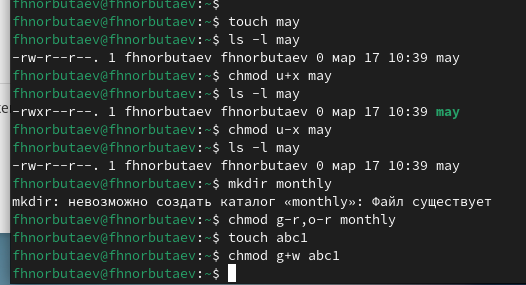 fhnorbutaev@fhnorbutaev:~$
fhnorbutaev@fhnorbutaev:~$ touch may
fhnorbutaev@fhnorbutaev:~$ ls -l may
-rw-r--r--. 1 fhnorbutaev fhnorbutaev 0 мар 17 10:39 may
fhnorbutaev@fhnorbutaev:~$ chmod u+x may
fhnorbutaev@fhnorbutaev:~$ ls -l may
-rwxr--r--. 1 fhnorbutaev fhnorbutaev 0 мар 17 10:39 may
fhnorbutaev@fhnorbutaev:~$ chmod u-x may
fhnorbutaev@fhnorbutaev:~$ ls -l may
-rw-r--r--. 1 fhnorbutaev fhnorbutaev 0 мар 17 10:39 may
fhnorbutaev@fhnorbutaev:~$ mkdir monthly
mkdir: невозможно создать каталог «monthly»: Файл существует
fhnorbutaev@fhnorbutaev:~$ chmod g-r,o-r monthly
fhnorbutaev@fhnorbutaev:~$ touch abc1
fhnorbutaev@fhnorbutaev:~$ chmod g+w abc1
fhnorbutaev@fhnorbutaev:~$